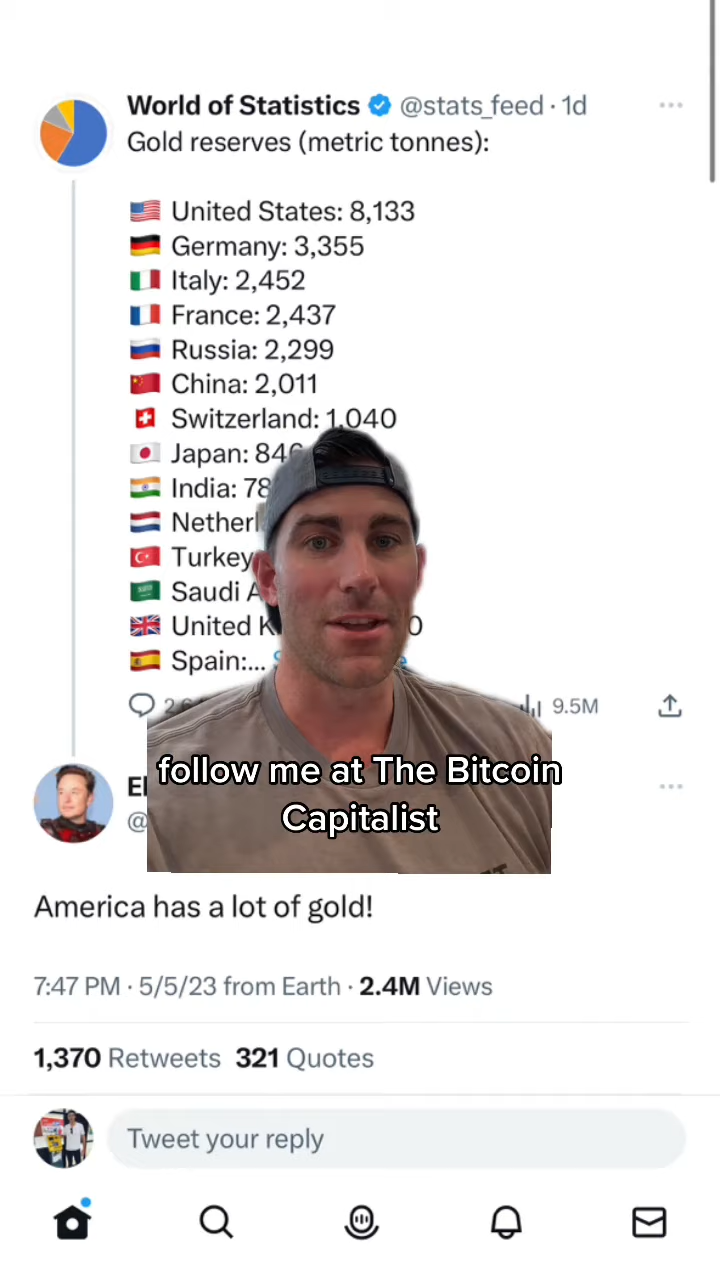 World of Statistics @stats_feed · 1d
Gold reserves (metric tonnes):
United States: 8,133
Germany: 3,355
Italy: 2,452
France: 2,437
Russia: 2,299
China: 2,011
Switzerland: 1,040
Japan:
India:
Turkey
Saudi
United
Spain:...
9.5M
follow me at The Bitcoin
Capitalist
America has a lot of gold!
7:47 PM · 5/5/23 from Earth · 2.4M Views
1,370 Retweets 321 Quotes
Tweet your reply